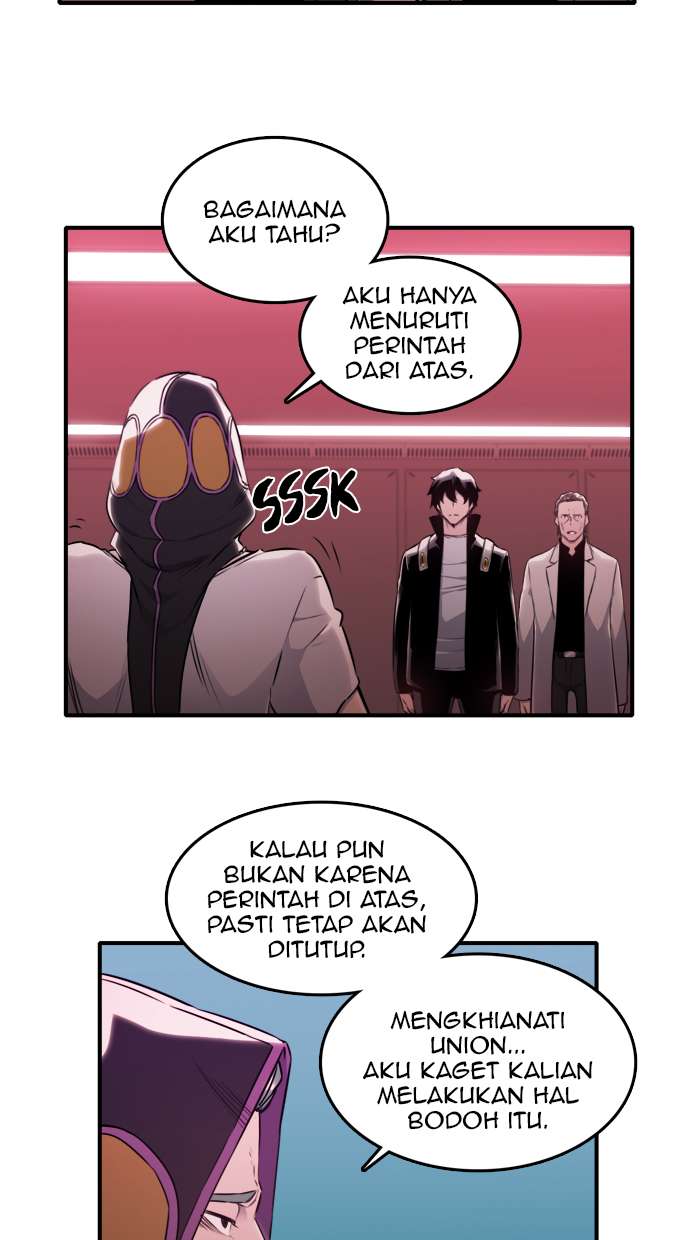 BAGAIMANA
AKU TAHU?
AKU HANYA
MENURUTI
PERINTAH
DARI ATAS.
SSSK
KALAU PUN
BUKAN KARENA
PERINTAH DI ATAS,
PASTI TETAP AKAN
DITUTUP.
MENGKHIANATI
UNION...
AKU KAGET KALIAN
MELAKUKAN HAL
BODOH ITU.